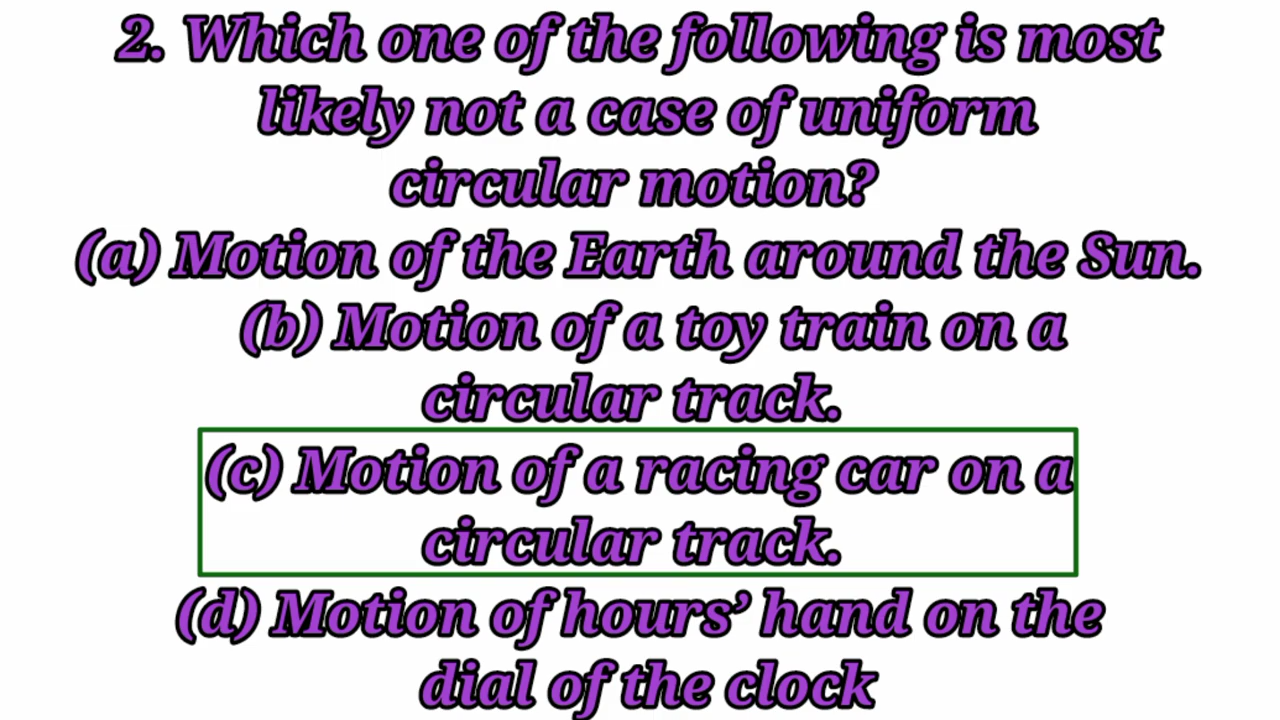 2. Which one of the following is most
likely not a case of uniform
circular motion?
(a) Motion of the Earth around the Sun.
(b) Motion of a toy train on a
circular track.
(c) Motion of a racing car on a
circular track.
(d) Motion of hours’ hand on the
dial of the clock